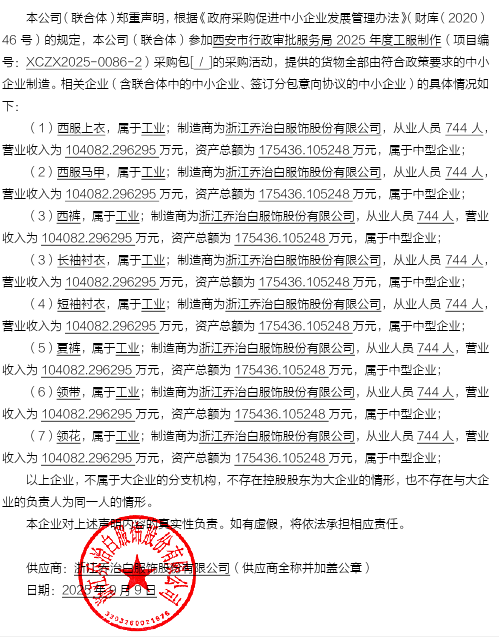 本公司（联合体）郑重声明，根据《政府采购促进中小企业发展管理办法》（财库（2020）
46 号）的规定，本公司（联合体）参加西安市行政审批服务局 2025 年度工服制作（项目编
号：XCZX2025-0086-2）采购包[ / ]的采购活动，提供的货物全部由符合政策要求的中小
企业制造。相关企业（含联合体中的中小企业、签订分包意向协议的中小企业）的具体情况如
下：
（1）西服上衣，属于工业；制造商为浙江乔治白服饰股份有限公司，从业人员 744 人，
营业收入为 104082.296295 万元，资产总额为 175436.105248 万元，属于中型企业；
（2）西服马甲，属于工业；制造商为浙江乔治白服饰股份有限公司，从业人员 744 人，
营业收入为 104082.296295 万元，资产总额为 175436.105248 万元，属于中型企业；
（3）西裤，属于工业；制造商为浙江乔治白服饰股份有限公司，从业人员 744 人，营业
收入为 104082.296295 万元，资产总额为 175436.105248 万元，属于中型企业；
（3）长袖衬衣，属于工业；制造商为浙江乔治白服饰股份有限公司，从业人员 744 人，
营业收入为 104082.296295 万元，资产总额为 175436.105248 万元，属于中型企业；
（4）短袖衬衣，属于工业；制造商为浙江乔治白服饰股份有限公司，从业人员 744 人，
营业收入为 104082.296295 万元，资产总额为 175436.105248 万元，属于中型企业；
（5）夏裤，属于工业；制造商为浙江乔治白服饰股份有限公司，从业人员 744 人，营业
收入为 104082.296295 万元，资产总额为 175436.105248 万元，属于中型企业；
（6）领带，属于工业；制造商为浙江乔治白服饰股份有限公司，从业人员 744 人，营业
收入为 104082.296295 万元，资产总额为 175436.105248 万元，属于中型企业；
（7）领花，属于工业；制造商为浙江乔治白服饰股份有限公司，从业人员 744 人，营业
收入为 104082.296295 万元，资产总额为 175436.105248 万元，属于中型企业；
以上企业，不属于大企业的分支机构，不存在控股股东为大企业的情形，也不存在与大企
业的负责人为同一人的情形。
本企业对上述声明内容的真实性负责。如有虚假，将依法承担相应责任。
供应商：浙江乔治白服饰股份有限公司（供应商全称并加盖公章）
日期：2025 年 9 月 9 日
浙江乔治白服饰股份有限公司